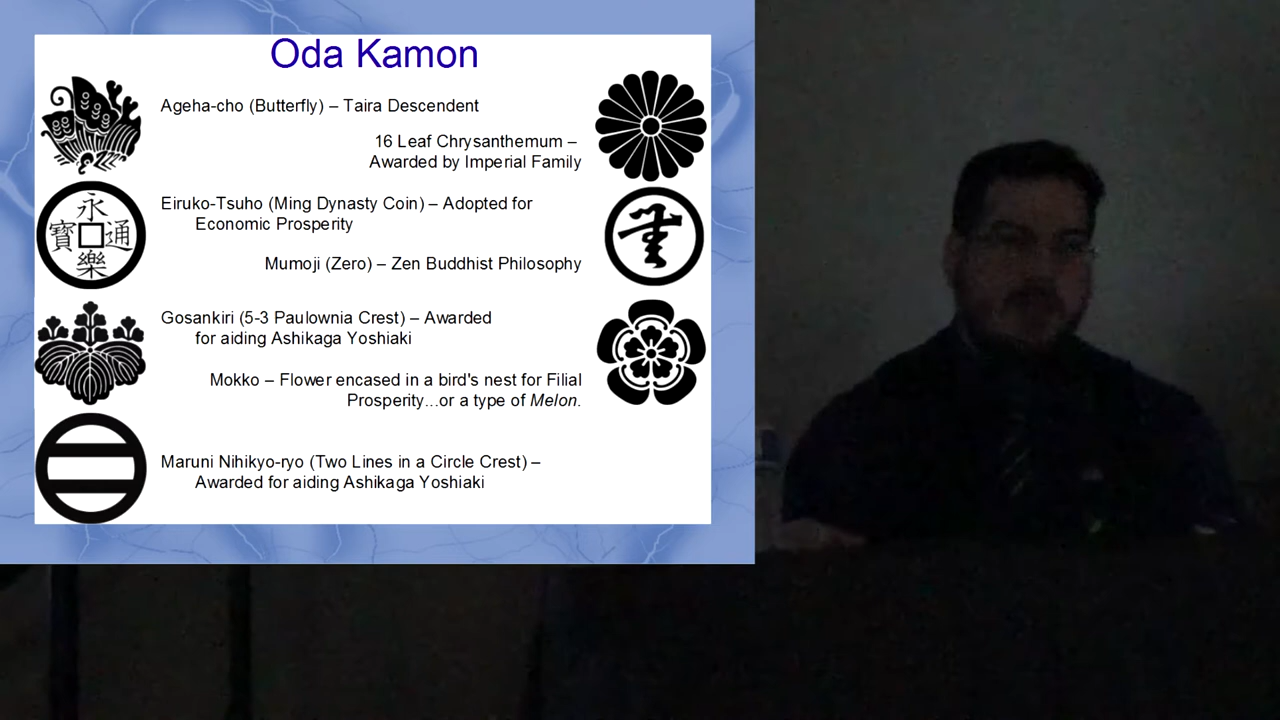 Oda Kamon
Ageha-cho (Butterfly) – Taira Descendent
16 Leaf Chrysanthemum –
Awarded by Imperial Family
Eiruko-Tsuho (Ming Dynasty Coin) – Adopted for
Economic Prosperity
永
寶 通
樂
Mumoji (Zero) – Zen Buddhist Philosophy
Gosankiri (5-3 Paulownia Crest) – Awarded
for aiding Ashikaga Yoshiaki
Mokko – Flower encased in a bird's nest for Filial
Prosperity...or a type of Melon.
Maruni Nihikyo-ryo (Two Lines in a Circle Crest) –
Awarded for aiding Ashikaga Yoshiaki